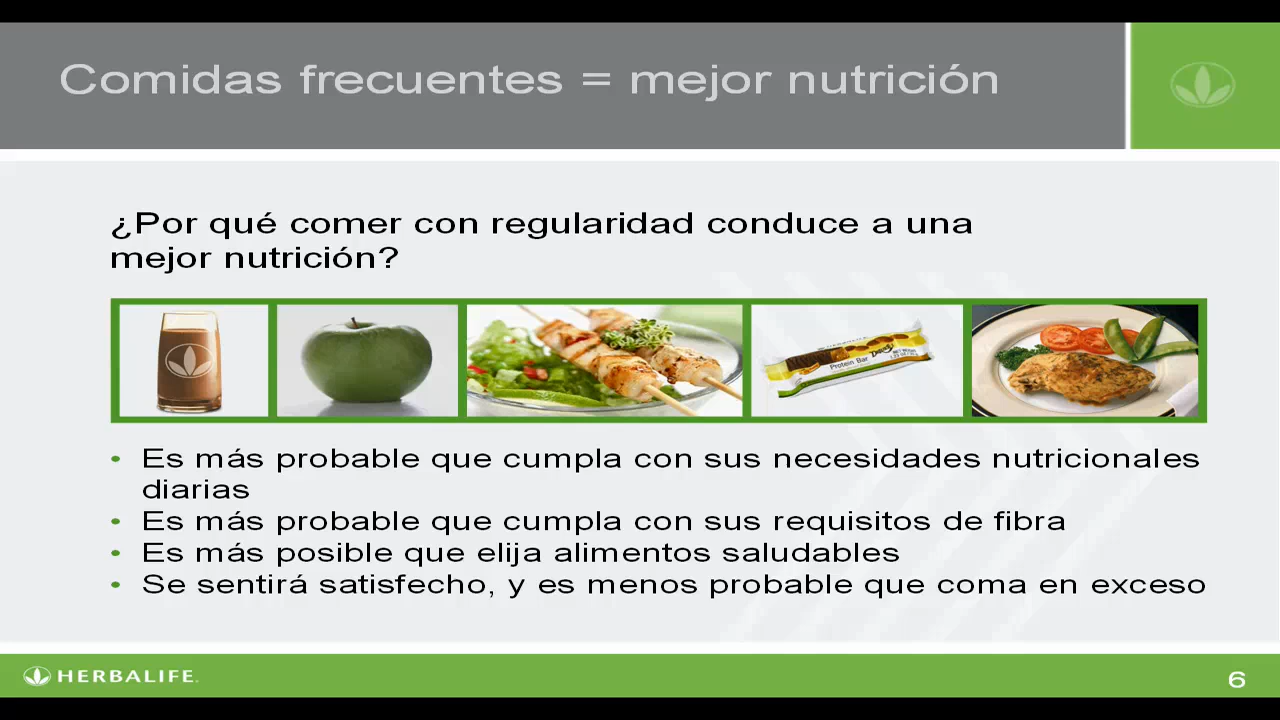 Comidas frecuentes = mejor nutrición
¿Por qué comer con regularidad conduce a una
mejor nutrición?
Protein Bar
• Es más probable que cumpla con sus necesidades nutricionales
diarias
• Es más probable que cumpla con sus requisitos de fibra
• Es más posible que elija alimentos saludables
• Se sentirá satisfecho, y es menos probable que coma en exceso
HERBALIFE.
6